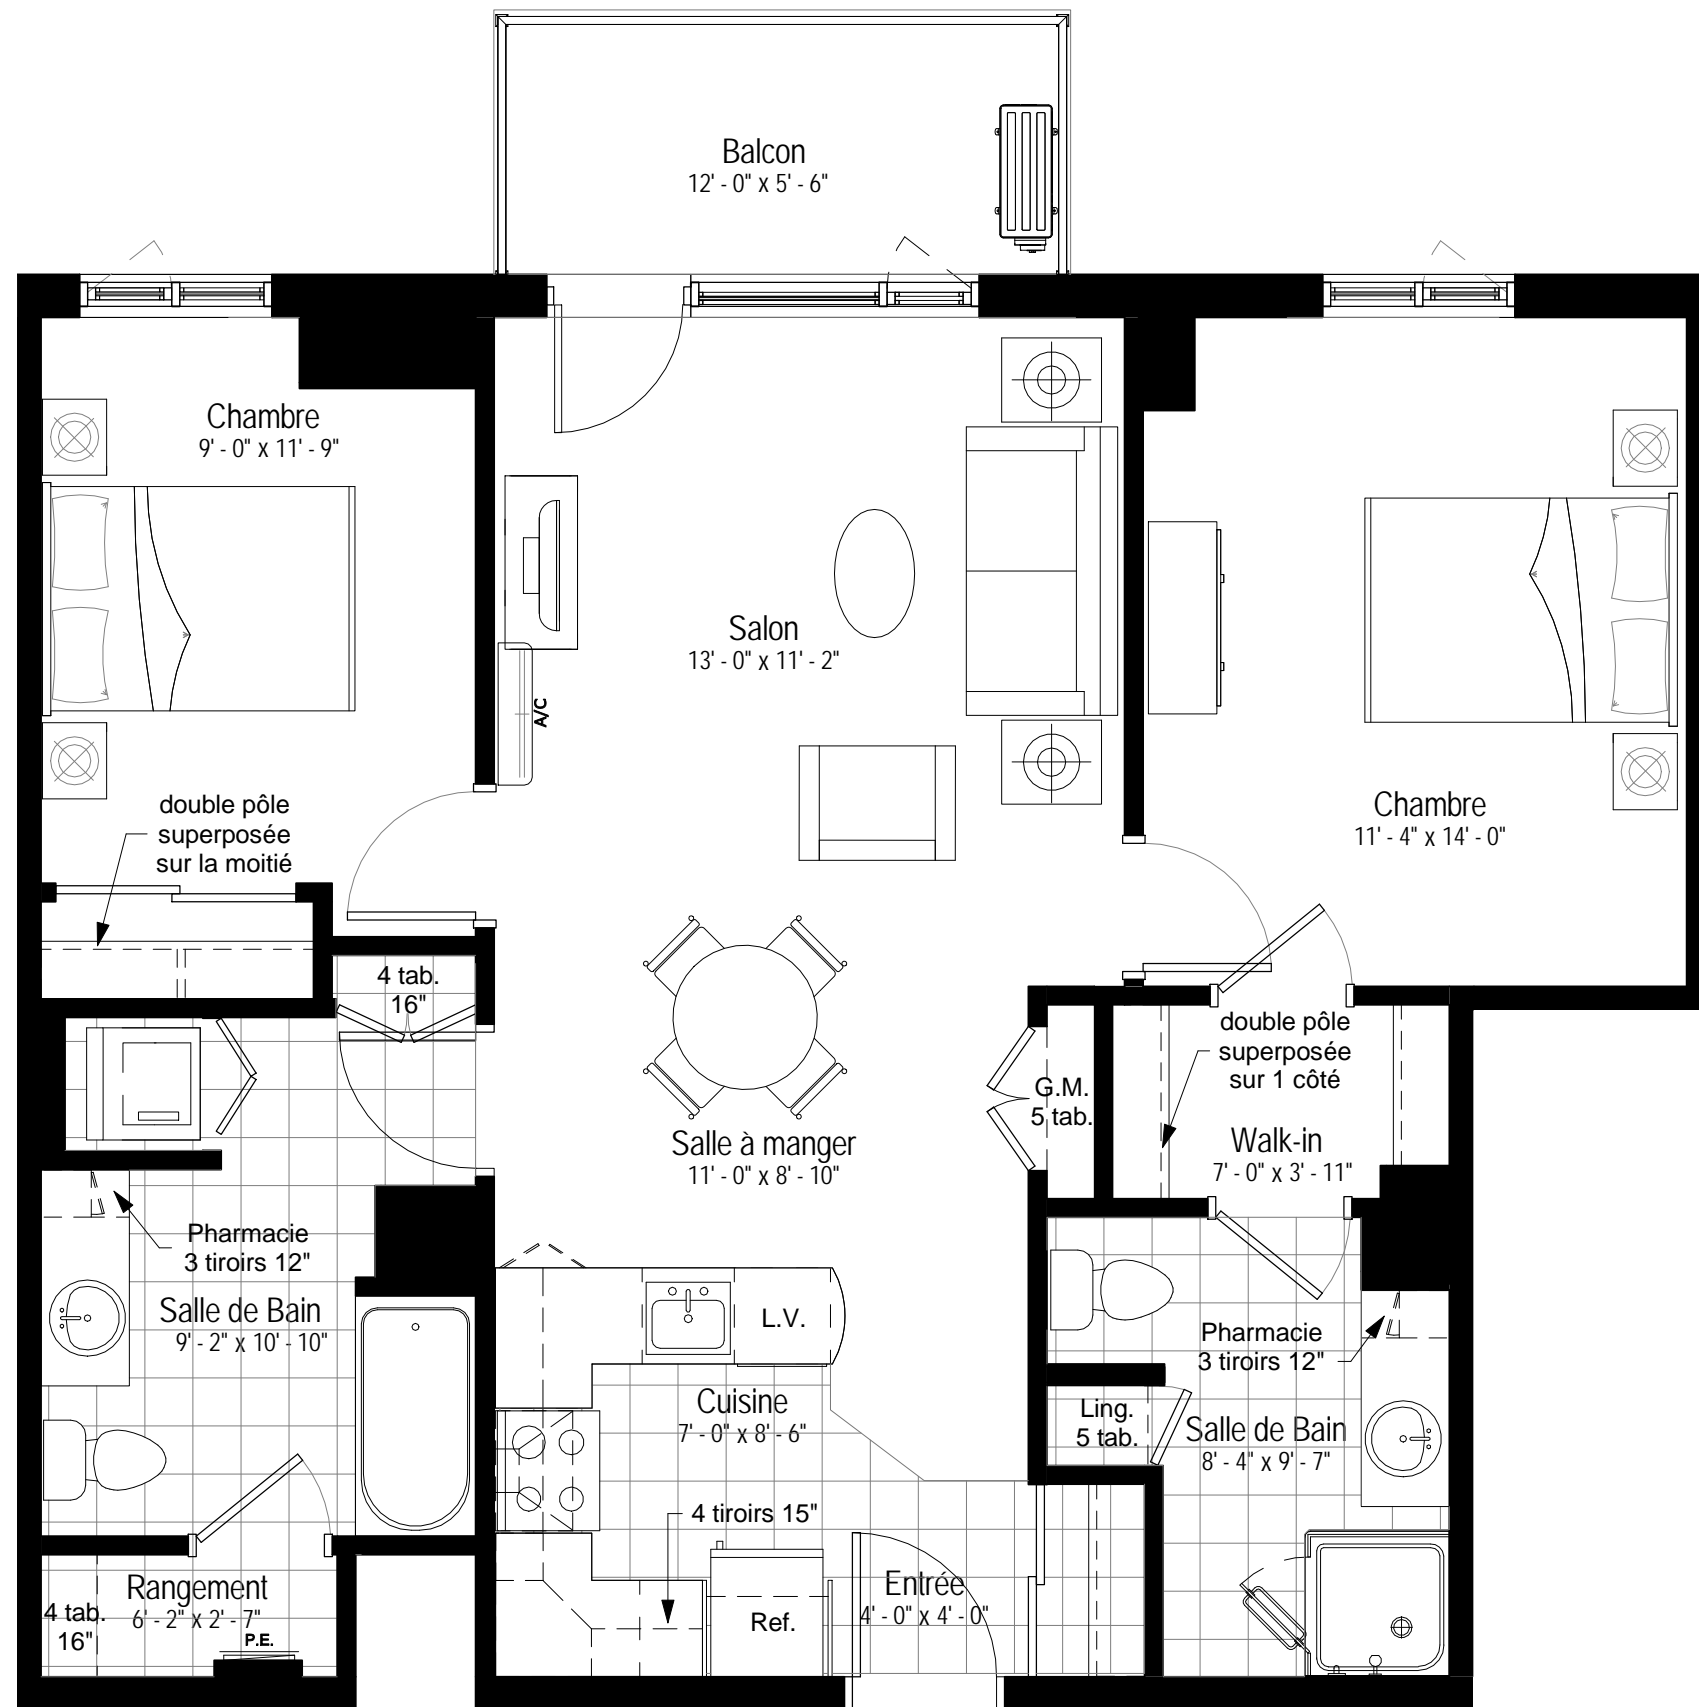 Balcon
12' - 0" x 5' - 6"
Chambre
9' - 0" x 11' - 9"
Salon
13' - 0" x 11' - 2"
A/C
double pôle
superposée
sur la moitié
Chambre
11' - 4" x 14' - 0"
4 tab.
16"
double pôle
superposée
sur 1 côté
G.M.
5 tab.
Walk-in
7' - 0" x 3' - 11"
Salle à manger
11' - 0" x 8' - 10"
Pharmacie
3 tiroirs 12"
Salle de Bain
9' - 2" x 10' - 10"
L.V.
Pharmacie
3 tiroirs 12"
Cuisine
7' - 0" x 8' - 6"
Ling.
5 tab.
Salle de Bain
8' - 4" x 9' - 7"
4 tiroirs 15"
Rangement
6' - 2" x 2' - 7"
4 tab.
16"
P.E.
Ref.
Entrée
4' - 0" x 4' - 0"